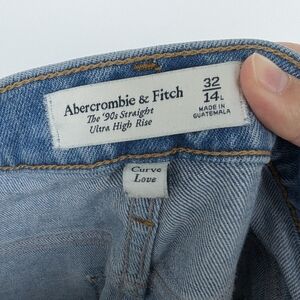 Abercrombie & Fitch
The '90s Straight
Ultra High Rise
32
14L
MADE IN
GUATEMALA
Curve
Love